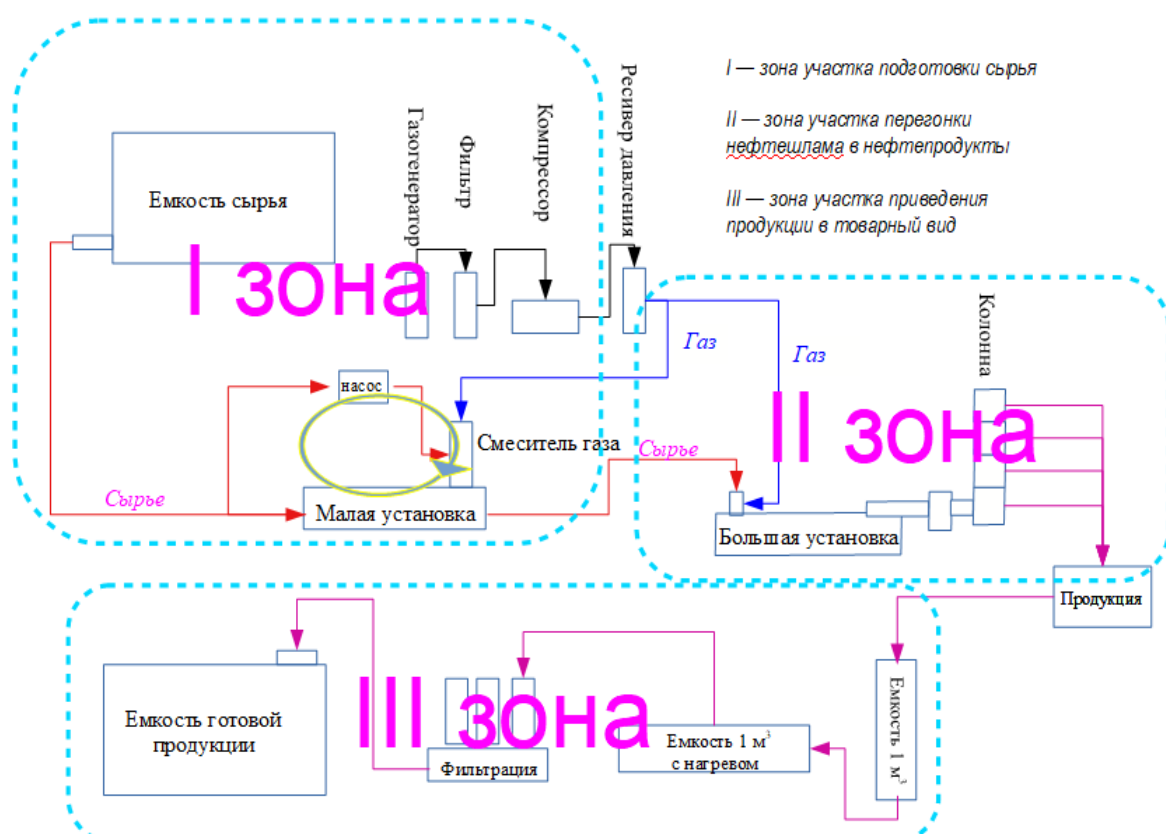 I — зона участка подготовки сырья
II — зона участка перегонки
нефтешлама в нефтепродукты
III — зона участка приведения
продукции в товарный вид
Емкость сырья
Газогенератор
Фильтр
Компрессор
Ресивер давления
I зона
Газ
Газ
Колонна
насос
Смеситель газа
II зона
Сырье
Сырье
Малая установка
Большая установка
Продукция
Емкость готовой
продукции
III зона
Фильтрация
Емкость 1 м³
с нагревом
Емкость 1 м³